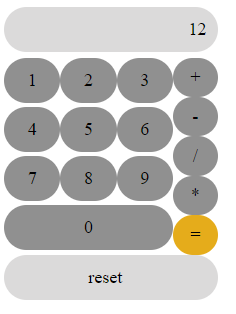 12
1 2 3 +
4 5 6 -
/
7 8 9 *
0 =
reset